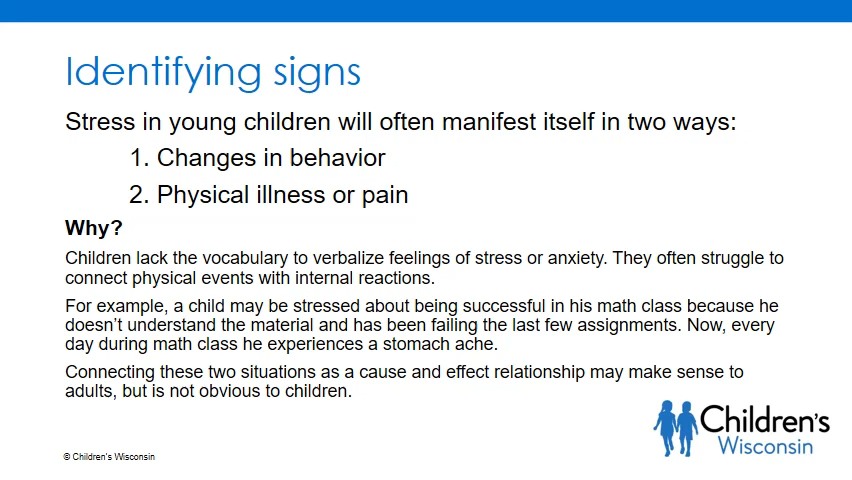 Identifying signs
Stress in young children will often manifest itself in two ways:
1. Changes in behavior
2. Physical illness or pain
Why?
Children lack the vocabulary to verbalize feelings of stress or anxiety. They often struggle to
connect physical events with internal reactions.
For example, a child may be stressed about being successful in his math class because he
doesn’t understand the material and has been failing the last few assignments. Now, every
day during math class he experiences a stomach ache.
Connecting these two situations as a cause and effect relationship may make sense to
adults, but is not obvious to children.
Children's
Wisconsin
© Children's Wisconsin